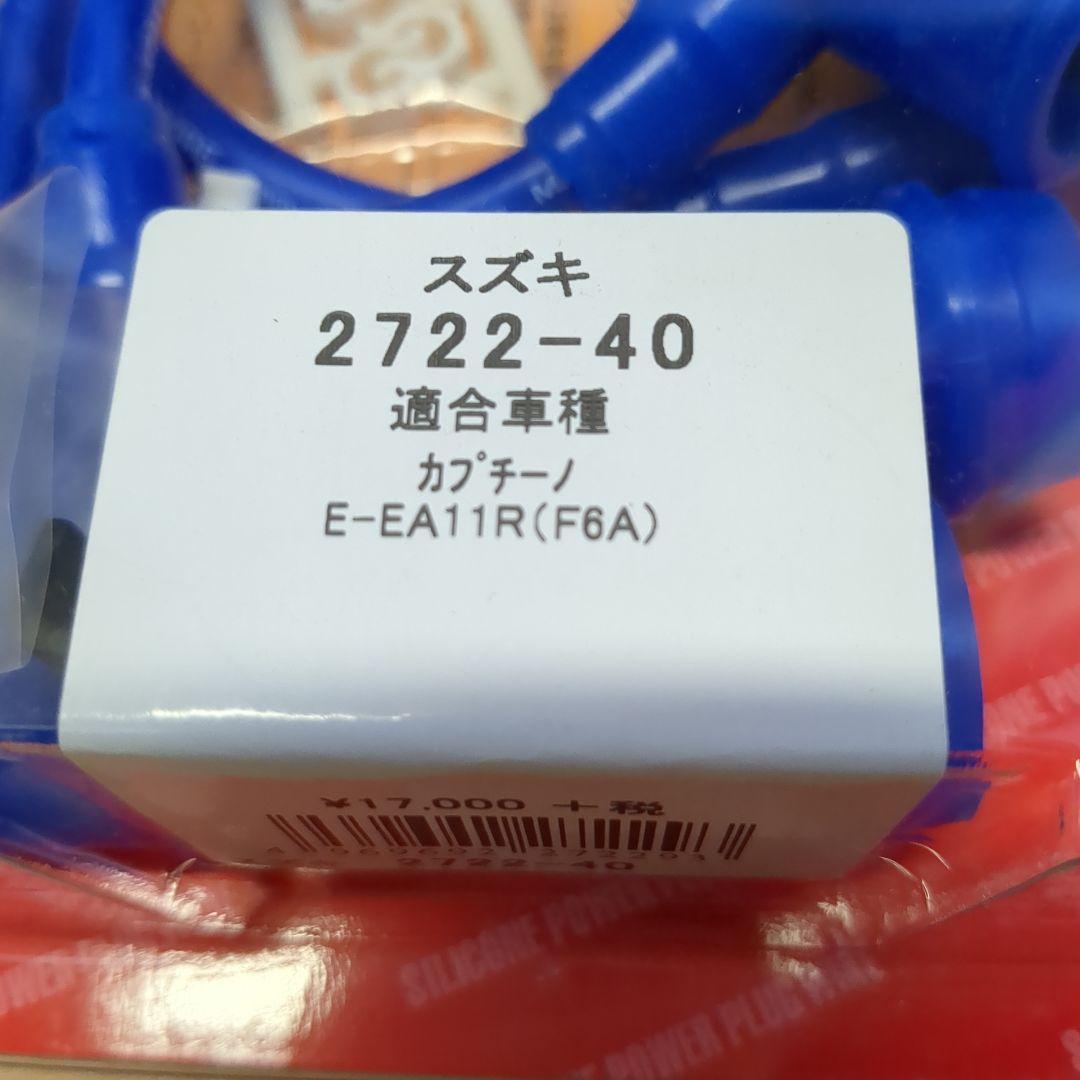 スズキ
2722-40
適合車種
カプチーノ
E-EA11R(F6A)
¥17,000 +税
2722-40
SILICONE POWER
POWER PLUG